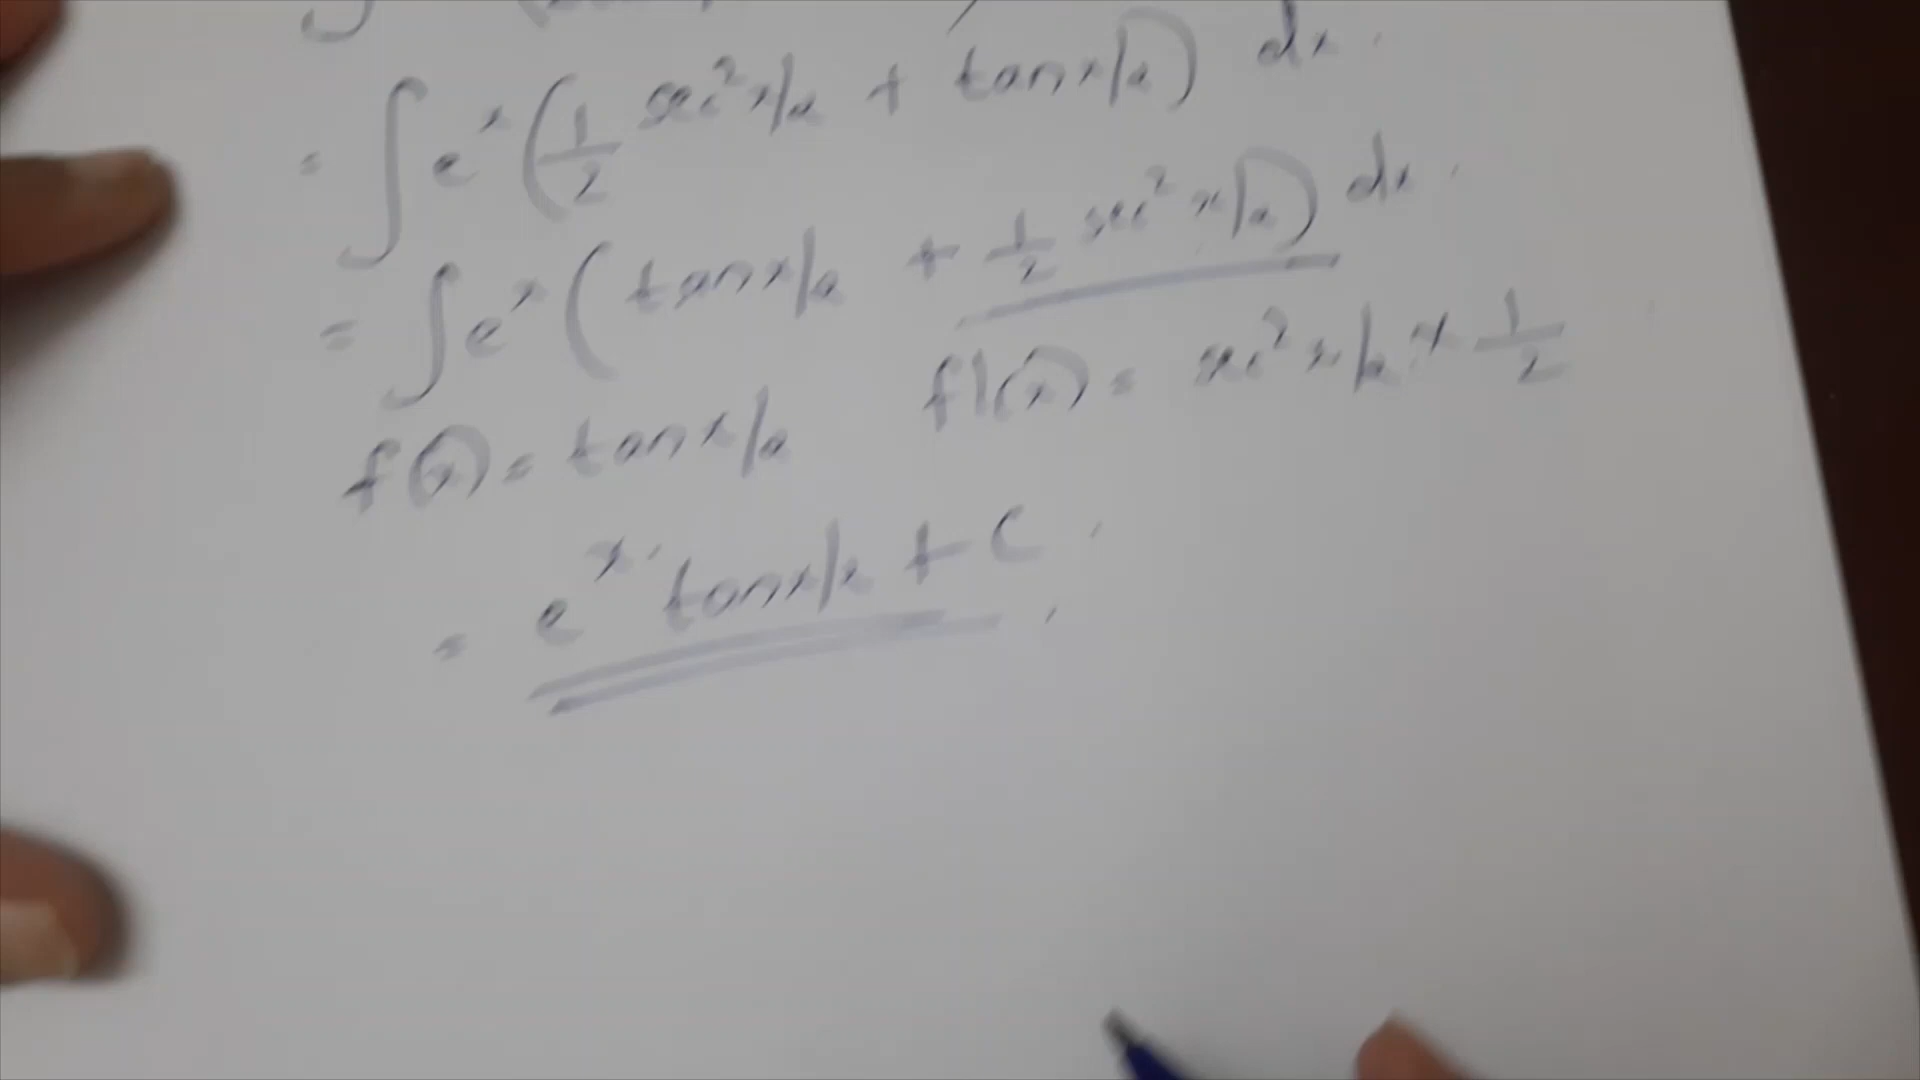 = ∫ e^x (1/2 sec² x/2 + tan x/2) dx.
= ∫ e^x (tan x/2 + 1/2 sec² x/2) dx.
f(x) = tan x/2 f'(x) = sec² x/2 × 1/2
= e^x tan x/2 + C.